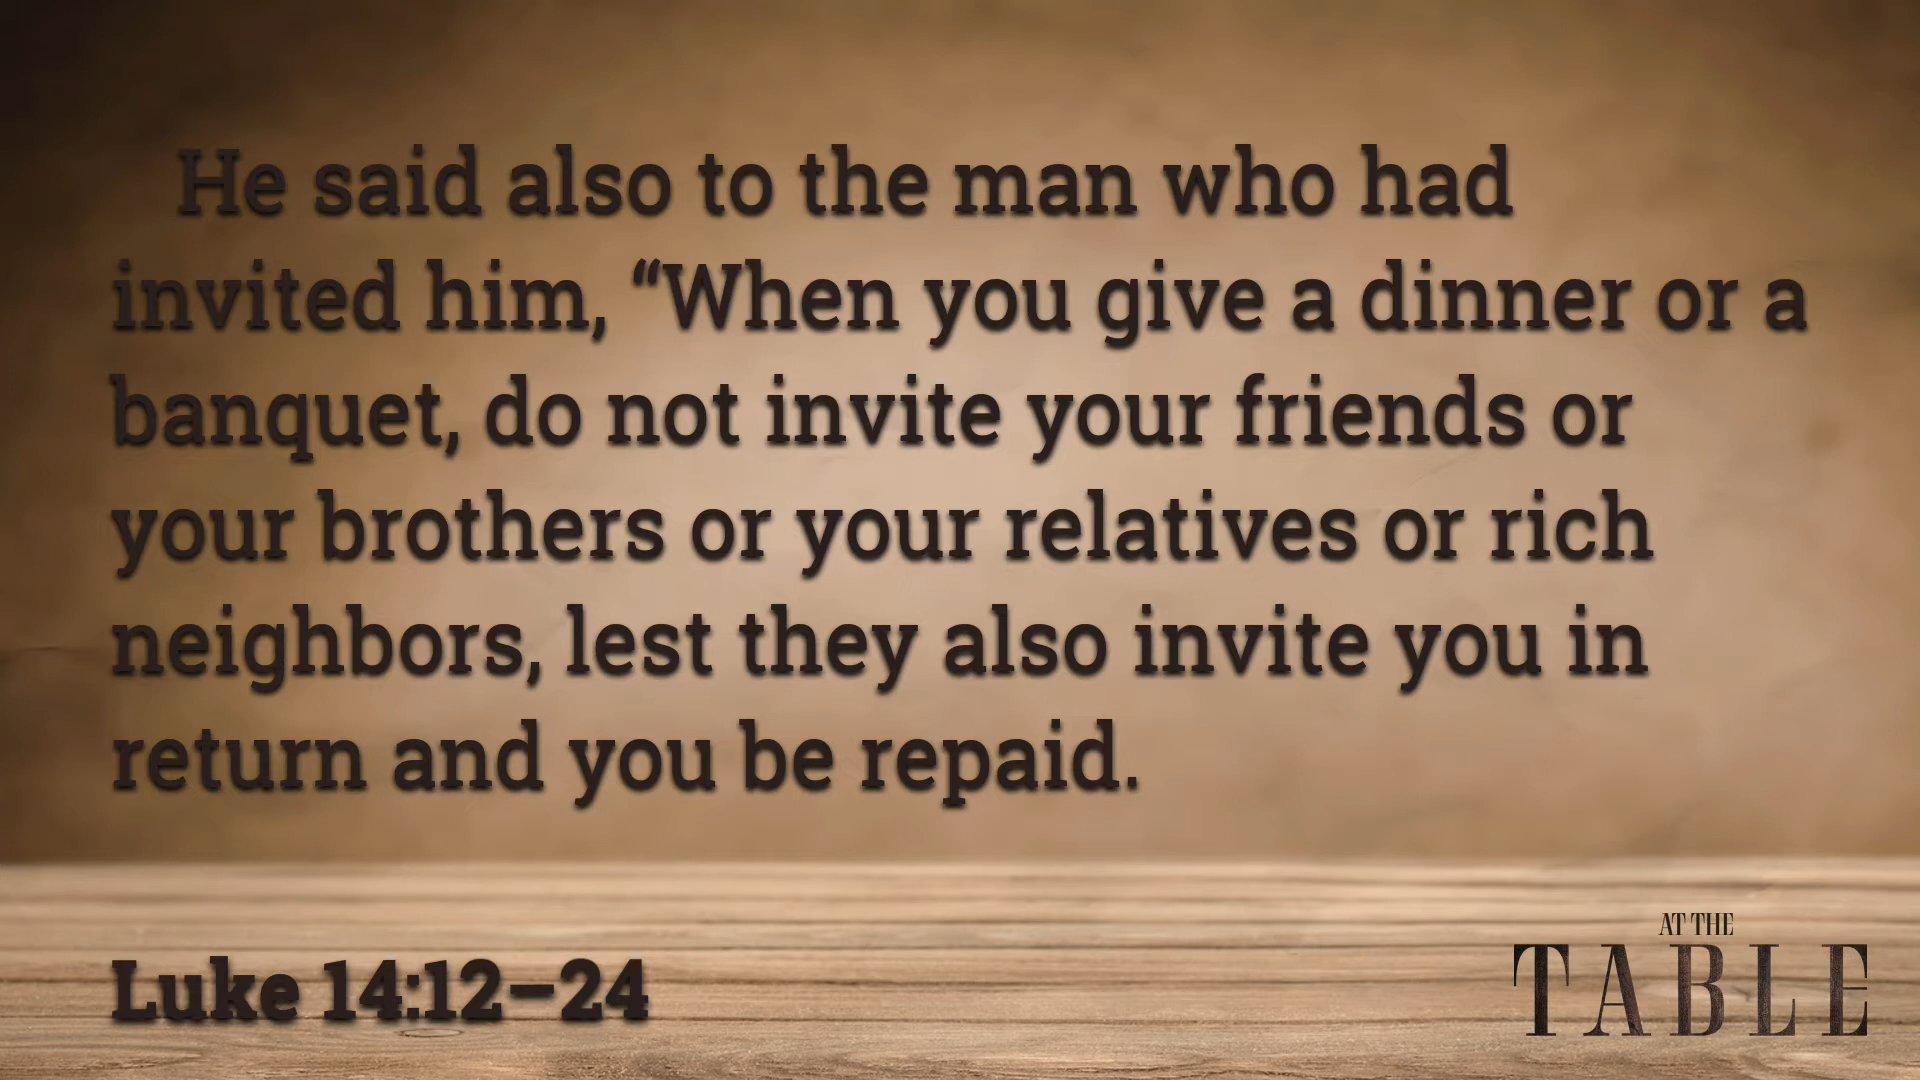 He said also to the man who had
invited him, “When you give a dinner or a
banquet, do not invite your friends or
your brothers or your relatives or rich
neighbors, lest they also invite you in
return and you be repaid.
Luke 14:12–24
AT THE
TABLE